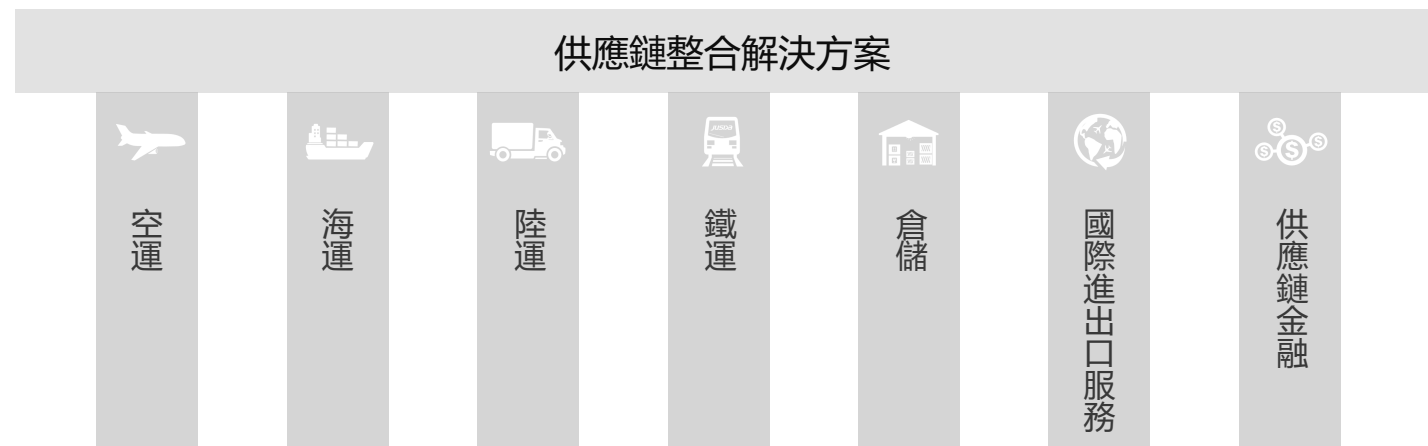 供應鏈整合解決方案
空運
海運
陸運
鐵運
倉儲
國際進出口服務
供應鏈金融